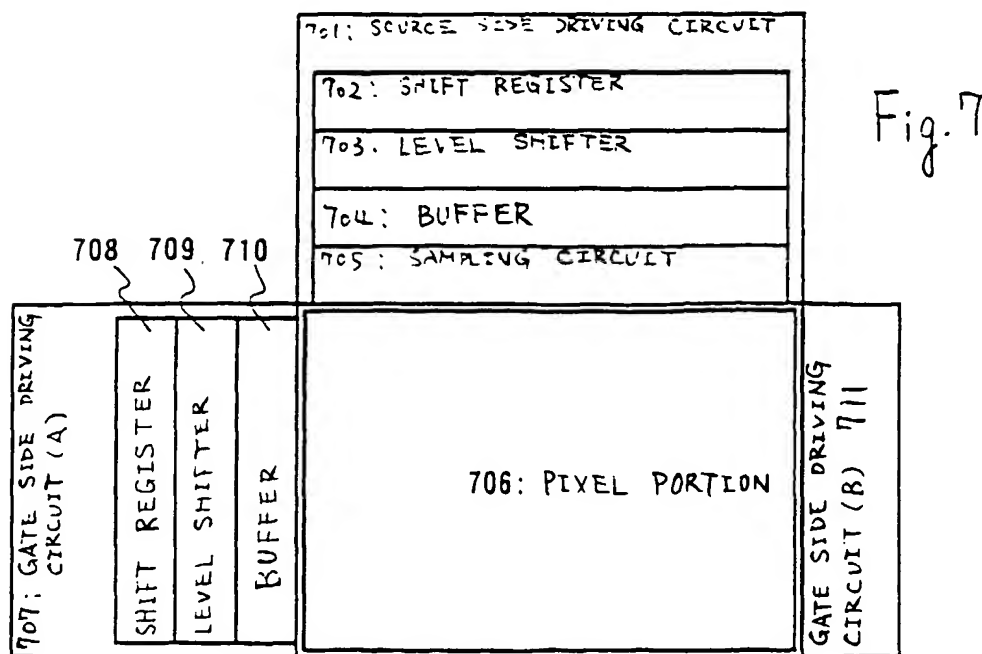 701: SOURCE SIDE DRIVING CIRCUIT
702: SHIFT REGISTER
703. LEVEL SHIFTER
704: BUFFER
705: SAMPLING CIRCUIT
Fig.7
708 709 710
707: GATE SIDE DRIVING
CIRCUIT (A)
SHIFT REGISTER
LEVEL SHIFTER
BUFFER
706: PIXEL PORTION
GATE SIDE DRIVING
CIRCUIT (B) 711